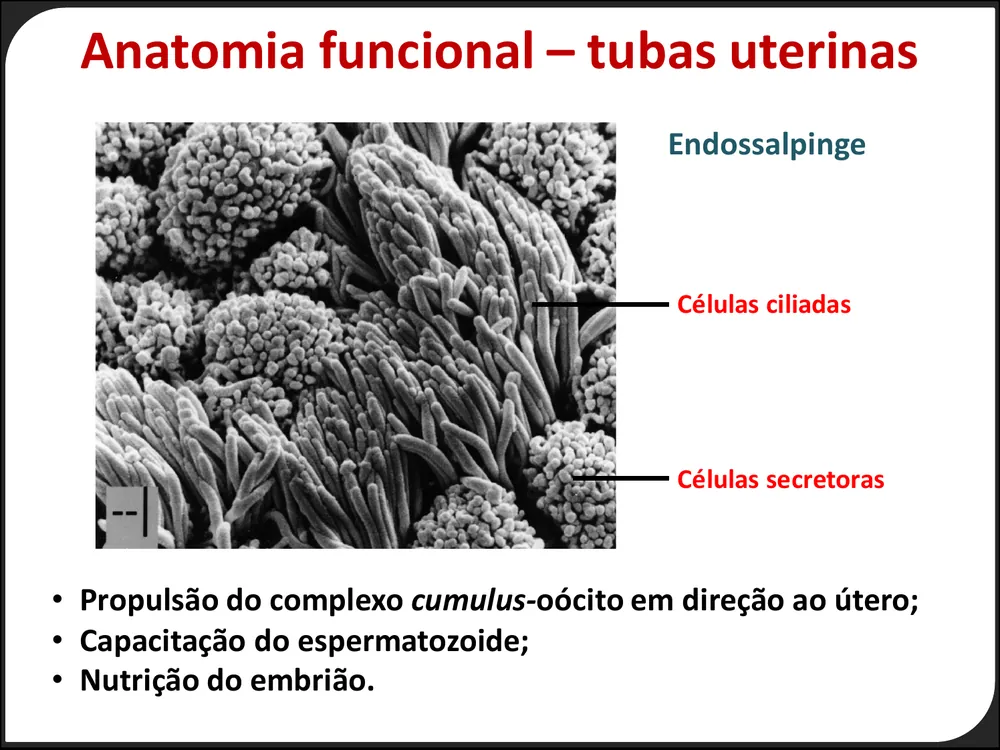 Anatomia funcional – tubas uterinas
Endossalpinge
Células ciliadas
Células secretoras
• Propulsão do complexo cumulus-oócito em direção ao útero;
• Capacitação do espermatozoide;
• Nutrição do embrião.